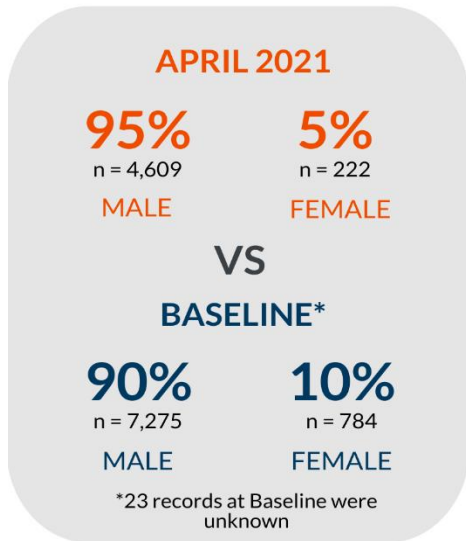 APRIL 2021
95% 5%
n = 4,609 n = 222
MALE FEMALE
VS
BASELINE*
90% 10%
n = 7,275 n = 784
MALE FEMALE
*23 records at Baseline were
unknown